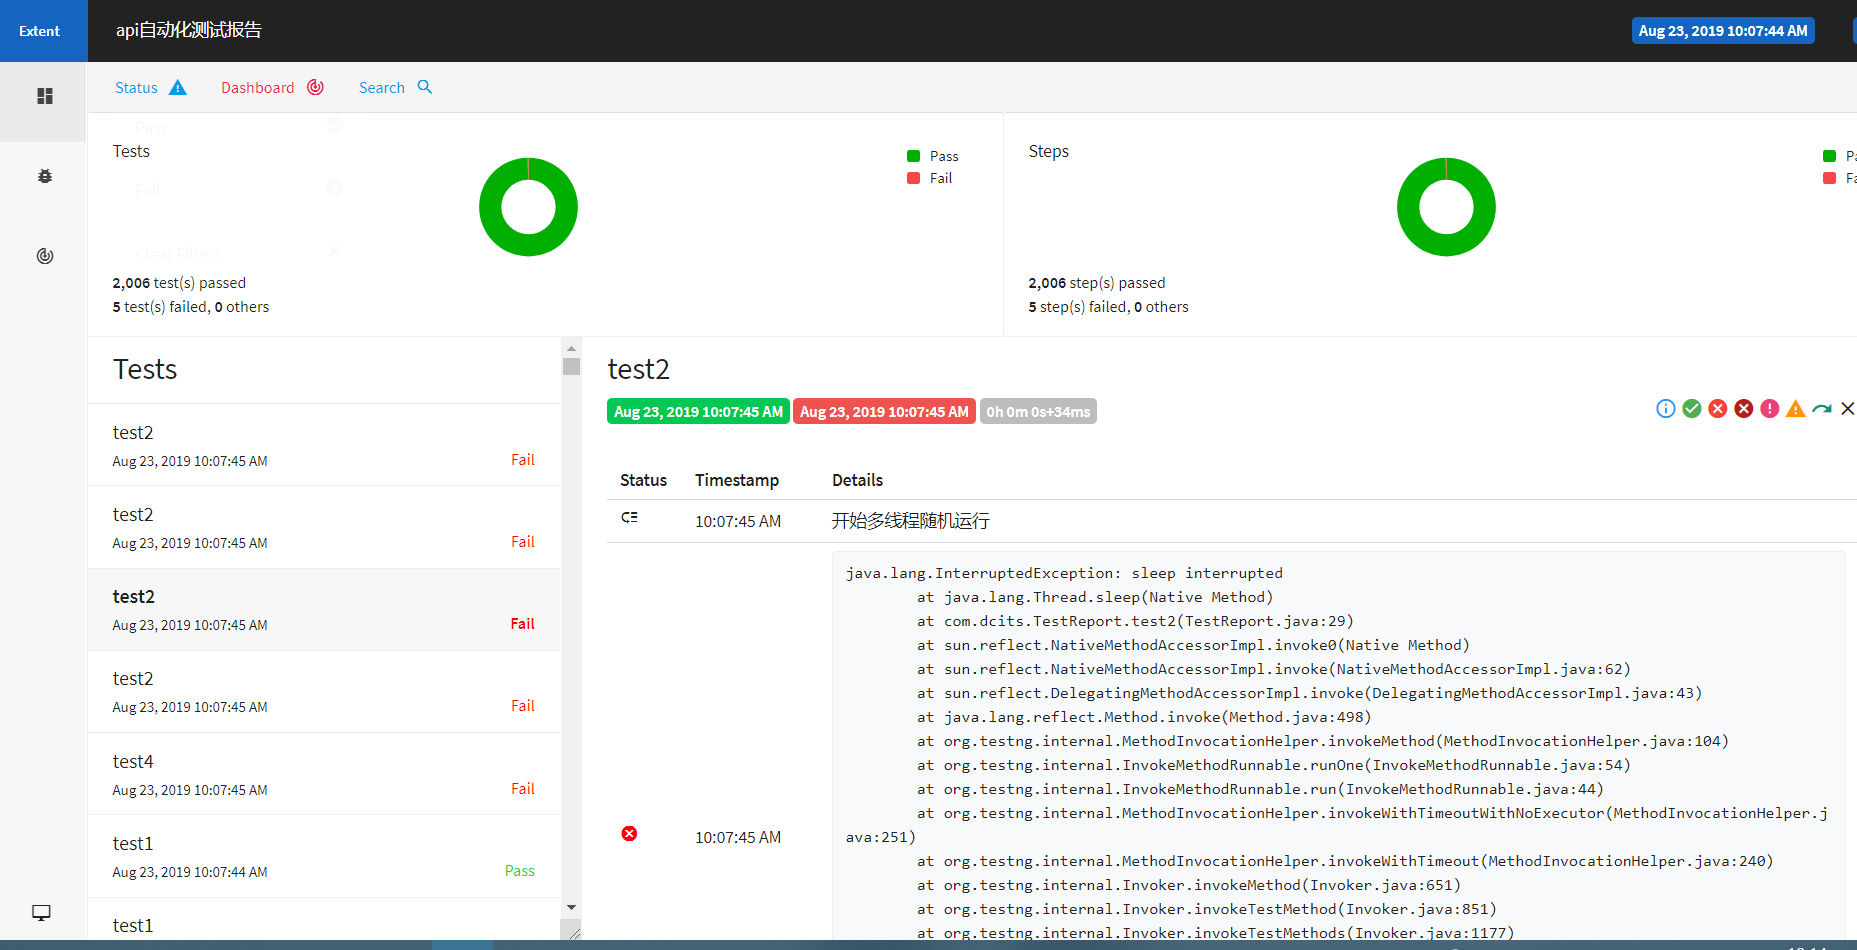 Extent
api自动化测试报告
Aug 23, 2019 10:07:44 AM
Status
Dashboard
Search
Pass
Fail
Clear Filters
Tests
Pass
Fail
2,006 test(s) passed
5 test(s) failed, 0 others
Steps
2,006 step(s) passed
5 step(s) failed, 0 others
Tests
test2
Aug 23, 2019 10:07:45 AM
Fail
test2
Aug 23, 2019 10:07:45 AM
Fail
test2
Aug 23, 2019 10:07:45 AM
Fail
test2
Aug 23, 2019 10:07:45 AM
Fail
test4
Aug 23, 2019 10:07:45 AM
Fail
test1
Aug 23, 2019 10:07:44 AM
Pass
test1
test2
Aug 23, 2019 10:07:45 AM
Aug 23, 2019 10:07:45 AM
0h 0m 0s+34ms
Status Timestamp Details
10:07:45 AM 开始多线程随机运行
10:07:45 AM
java.lang.InterruptedException: sleep interrupted
at java.lang.Thread.sleep(Native Method)
at com.dcits.TestReport.test2(TestReport.java:29)
at sun.reflect.NativeMethodAccessorImpl.invoke0(Native Method)
at sun.reflect.NativeMethodAccessorImpl.invoke(NativeMethodAccessorImpl.java:62)
at sun.reflect.DelegatingMethodAccessorImpl.invoke(DelegatingMethodAccessorImpl.java:43)
at java.lang.reflect.Method.invoke(Method.java:498)
at org.testng.internal.MethodInvocationHelper.invokeMethod(MethodInvocationHelper.java:104)
at org.testng.internal.InvokeMethodRunnable.runOne(InvokeMethodRunnable.java:54)
at org.testng.internal.InvokeMethodRunnable.run(InvokeMethodRunnable.java:44)
at org.testng.internal.MethodInvocationHelper.invokeWithTimeoutWithNoExecutor(MethodInvocationHelper.j
ava:251)
at org.testng.internal.MethodInvocationHelper.invokeWithTimeout(MethodInvocationHelper.java:240)
at org.testng.internal.Invoker.invokeMethod(Invoker.java:651)
at org.testng.internal.Invoker.invokeTestMethod(Invoker.java:851)
at org.testng.internal.Invoker.invokeTestMethods(Invoker.java:1177)